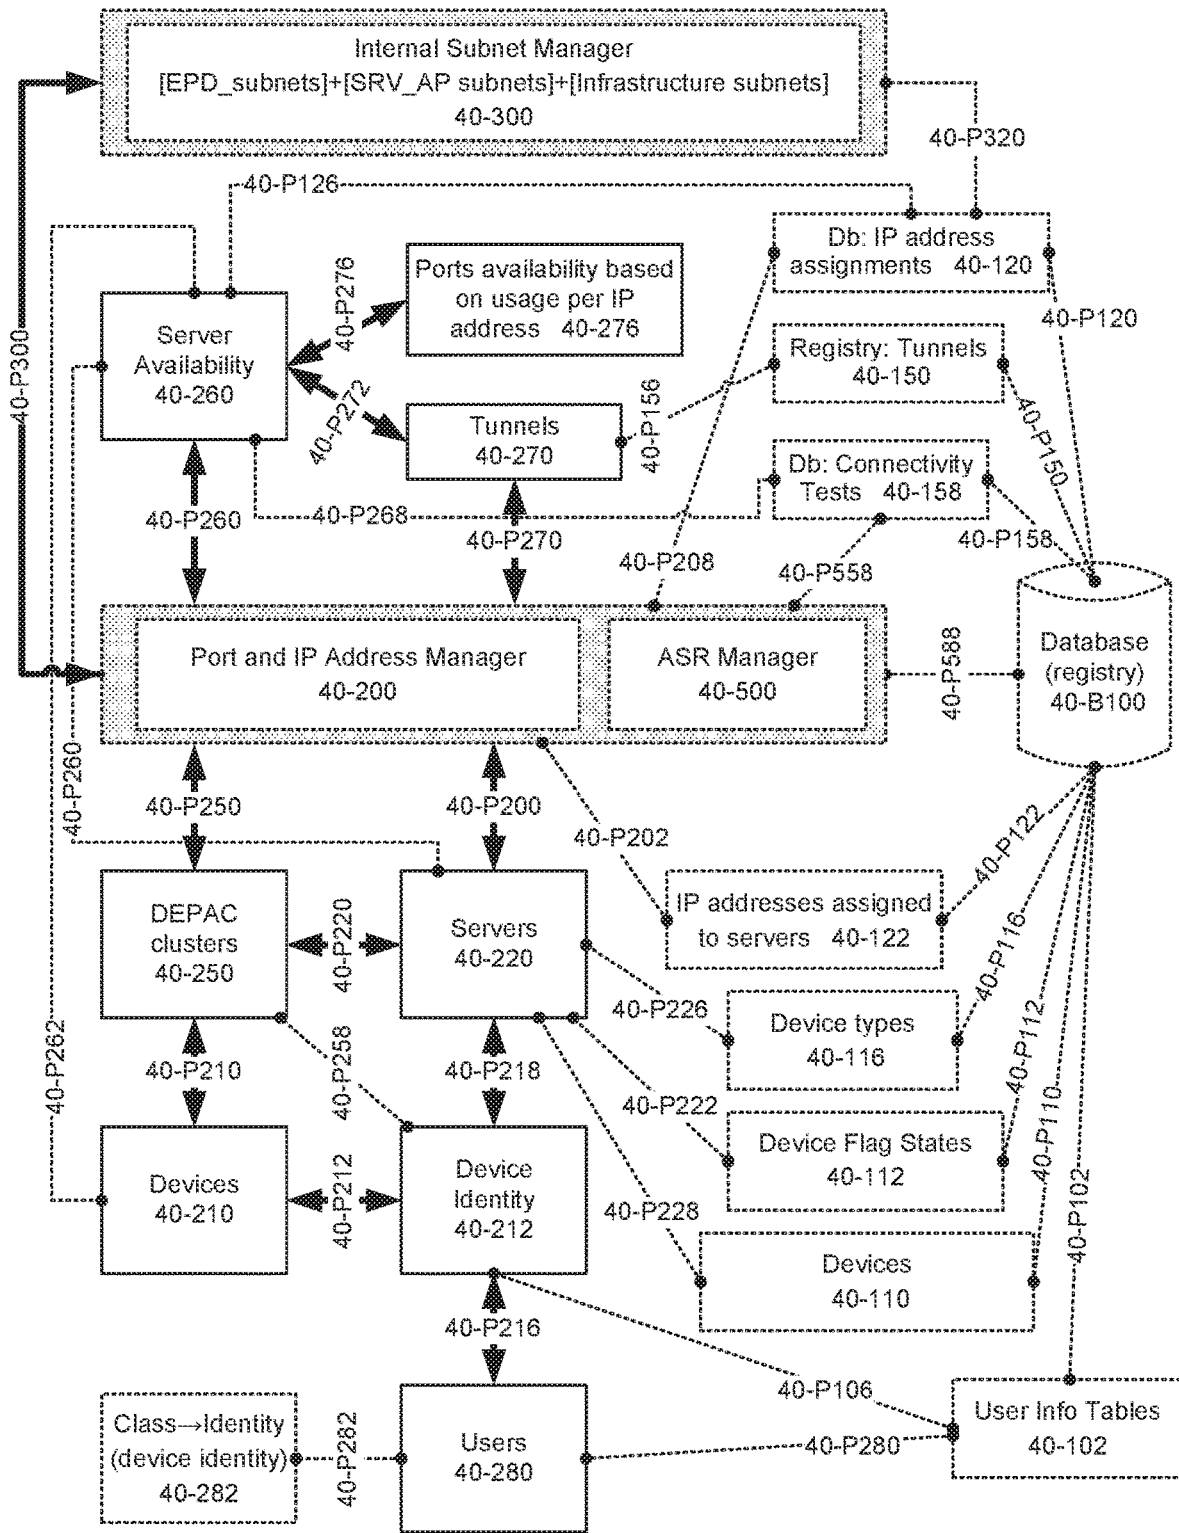 Internal Subnet Manager
[EPD_subnets]+[SRV_AP subnets]+[Infrastructure subnets]
40-300
40-P320
40-P126
40-P300
Db: IP address
assignments 40-120
Ports availability based
on usage per IP
address 40-276
40-P276
Server
Availability
40-260
40-P120
Registry: Tunnels
40-150
40-P272
Tunnels
40-270
40-P156
40-P150
Db: Connectivity
Tests 40-158
40-P260
40-P268
40-P270
40-P208
40-P558
40-P158
Port and IP Address Manager
40-200
ASR Manager
40-500
40-P588
Database
(registry)
40-B100
40-P260
40-P250
40-P200
40-P202
40-P122
DEPAC
clusters
40-250
40-P220
Servers
40-220
IP addresses assigned
to servers 40-122
40-P116
40-P226
Device types
40-116
40-P112
40-P262
40-P210
40-P258
40-P218
40-P222
40-P110
Device Flag States
40-112
Devices
40-210
40-P212
Device
Identity
40-212
40-P228
40-P102
Devices
40-110
40-P216
40-P106
Class→Identity
(device identity)
40-282
40-P282
Users
40-280
40-P280
User Info Tables
40-102